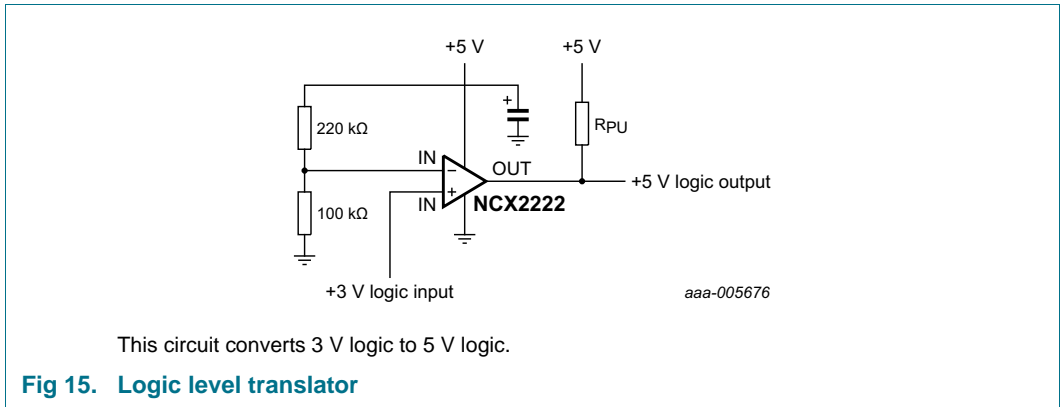 +5 V
+5 V
+
220 kΩ
RPU
IN
OUT
−
+5 V logic output
+
100 kΩ
IN
NCX2222
+3 V logic input
aaa-005676
This circuit converts 3 V logic to 5 V logic.
Fig 15. Logic level translator